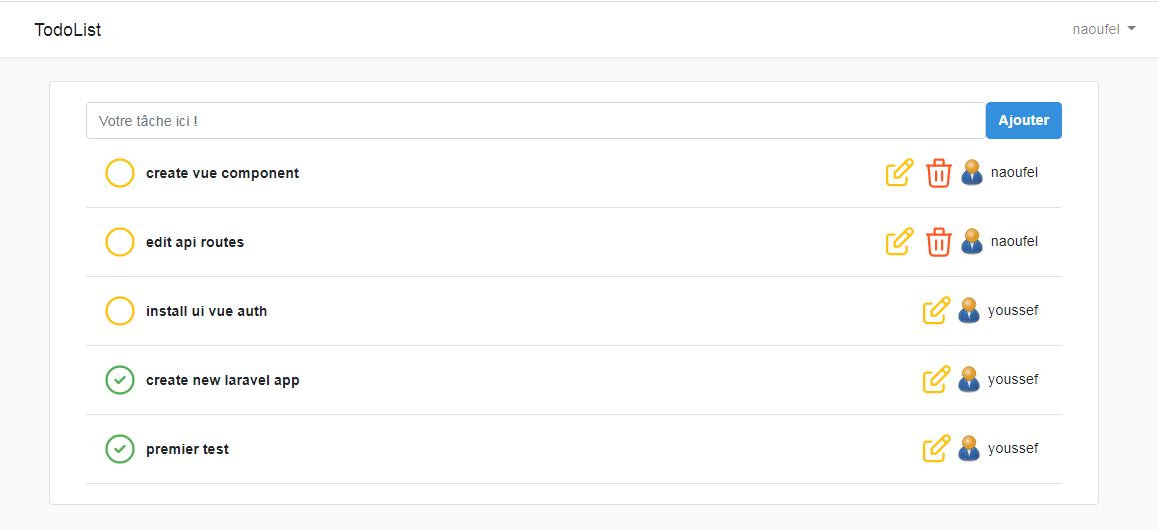 TodoList
naoufel
Votre tâche ici !
Ajouter
create vue component
naoufel
edit api routes
naoufel
install ui vue auth
youssef
create new laravel app
youssef
premier test
youssef